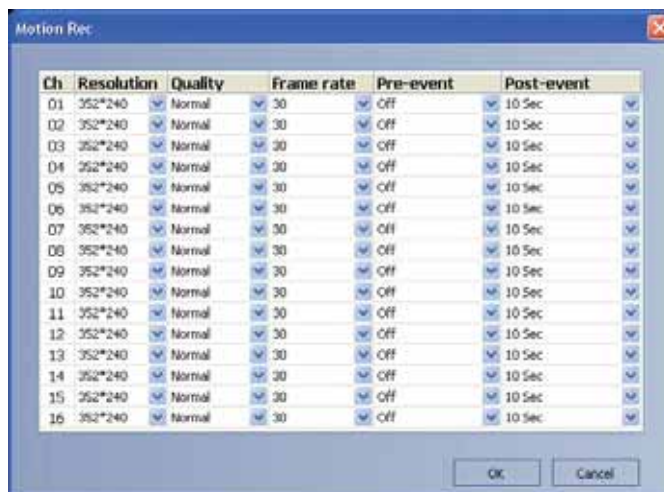 Motion Rec
Ch Resolution Quality Frame rate Pre-event Post-event
01 352*240 Normal 30 Off 10 Sec
02 352*240 Normal 30 Off 10 Sec
03 352*240 Normal 30 Off 10 Sec
04 352*240 Normal 30 Off 10 Sec
05 352*240 Normal 30 Off 10 Sec
06 352*240 Normal 30 Off 10 Sec
07 352*240 Normal 30 Off 10 Sec
08 352*240 Normal 30 Off 10 Sec
09 352*240 Normal 30 Off 10 Sec
10 352*240 Normal 30 Off 10 Sec
11 352*240 Normal 30 Off 10 Sec
12 352*240 Normal 30 Off 10 Sec
13 352*240 Normal 30 Off 10 Sec
14 352*240 Normal 30 Off 10 Sec
15 352*240 Normal 30 Off 10 Sec
16 352*240 Normal 30 Off 10 Sec
OK Cancel